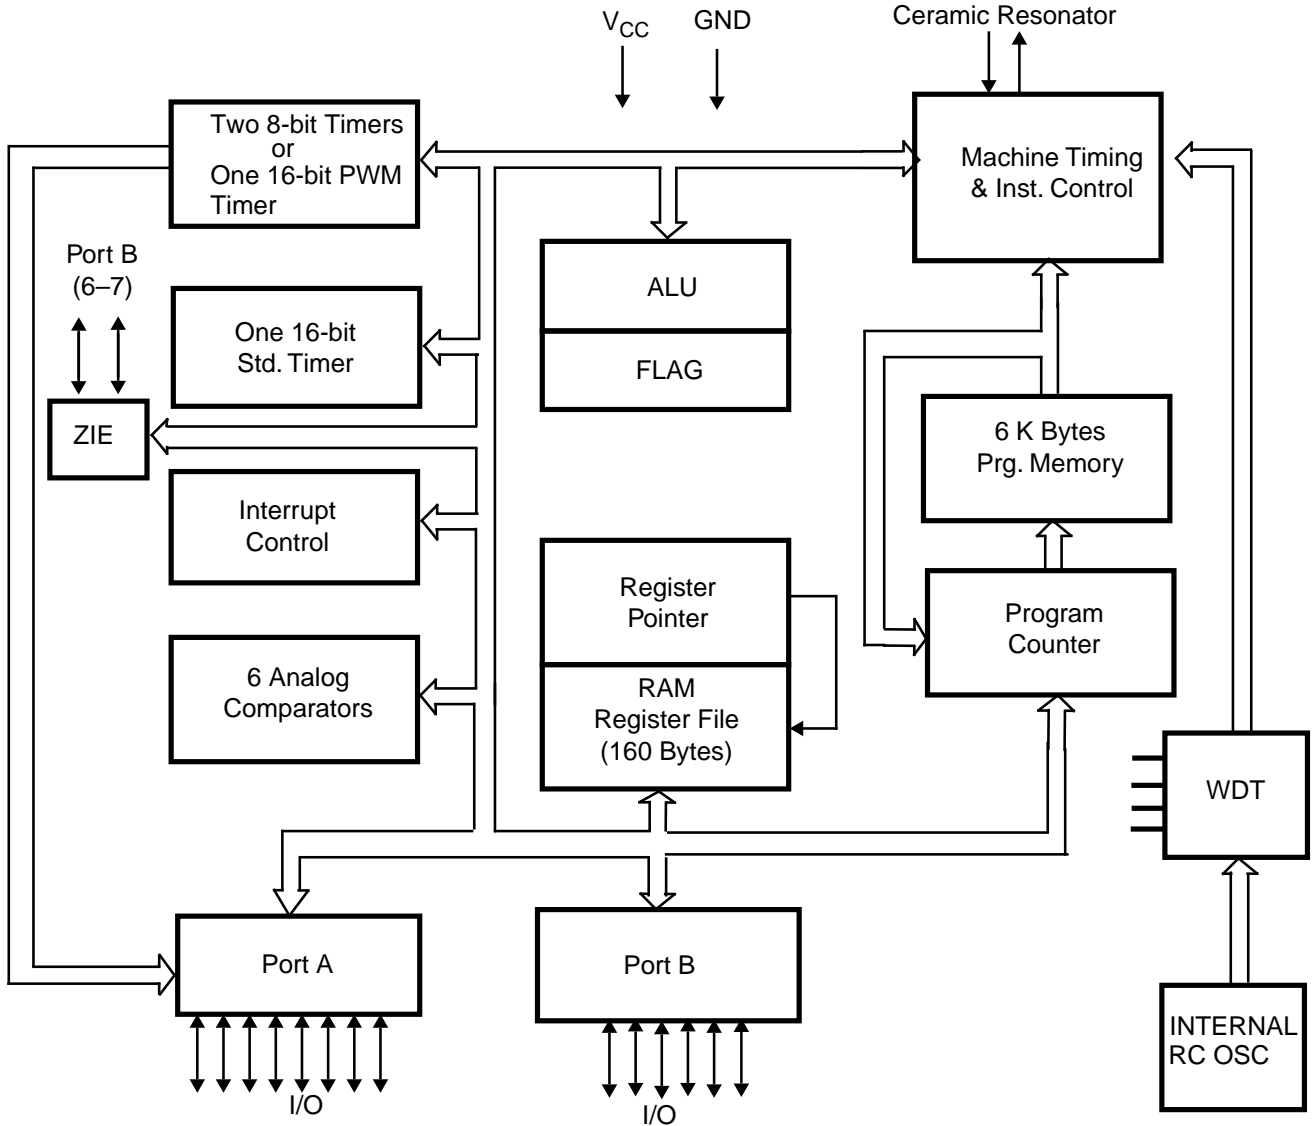 V_CC
GND
Ceramic Resonator
Two 8-bit Timers
or
One 16-bit PWM
Timer
Machine Timing
& Inst. Control
Port B
(6–7)
ALU
One 16-bit
Std. Timer
FLAG
ZIE
6 K Bytes
Prg. Memory
Interrupt
Control
Register
Pointer
Program
Counter
6 Analog
Comparators
RAM
Register File
(160 Bytes)
WDT
Port A
Port B
INTERNAL
RC OSC
I/O
I/O